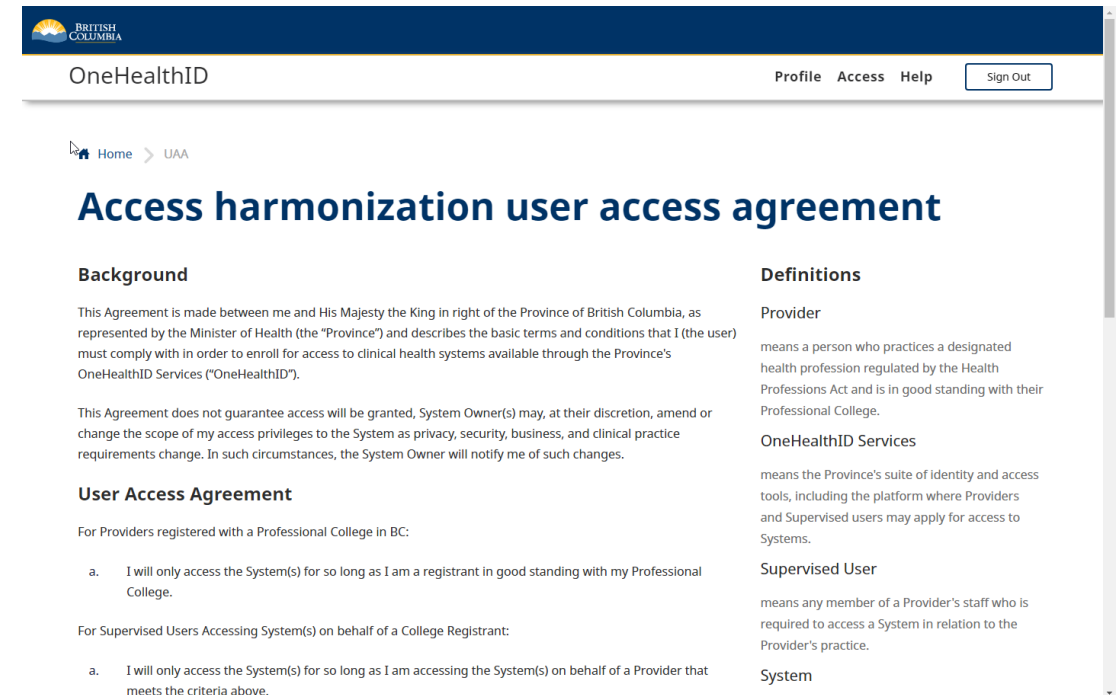 BRITISH
COLUMBIA
OneHealthID
Profile Access Help Sign Out
Home UAA
Access harmonization user access agreement
Background
This Agreement is made between me and His Majesty the King in right of the Province of British Columbia, as
represented by the Minister of Health (the “Province”) and describes the basic terms and conditions that I (the user)
must comply with in order to enroll for access to clinical health systems available through the Province's
OneHealthID Services (“OneHealthID”).
This Agreement does not guarantee access will be granted, System Owner(s) may, at their discretion, amend or
change the scope of my access privileges to the System as privacy, security, business, and clinical practice
requirements change. In such circumstances, the System Owner will notify me of such changes.
User Access Agreement
For Providers registered with a Professional College in BC:
a. I will only access the System(s) for so long as I am a registrant in good standing with my Professional
College.
For Supervised Users Accessing System(s) on behalf of a College Registrant:
a. I will only access the System(s) for so long as I am accessing the System(s) on behalf of a Provider that
meets the criteria above.
Definitions
Provider
means a person who practices a designated
health profession regulated by the Health
Professions Act and is in good standing with their
Professional College.
OneHealthID Services
means the Province's suite of identity and access
tools, including the platform where Providers
and Supervised users may apply for access to
Systems.
Supervised User
means any member of a Provider's staff who is
required to access a System in relation to the
Provider's practice.
System